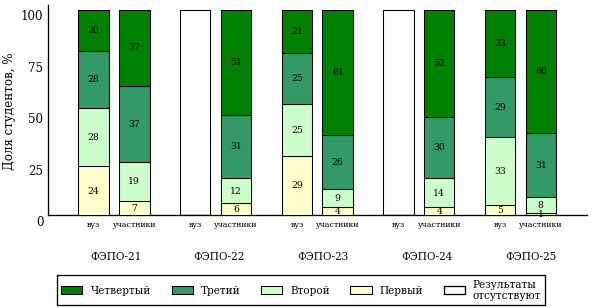 Доля студентов, %
100
75
50
25
0
20 28 28 24
37 37 19 7
51 31 12 6
21 25 25 29
61 26 9 4
52 30 14 4
33 29 33 5
60 31 8 1
вуз участники вуз участники вуз участники вуз участники вуз участники
ФЭПО-21 ФЭПО-22 ФЭПО-23 ФЭПО-24 ФЭПО-25
Четвертый Третий Второй Первый Результаты
отсутствуют